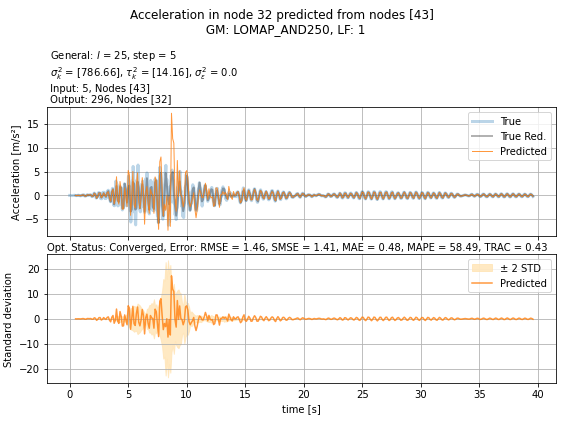 Acceleration in node 32 predicted from nodes [43]
GM: LOMAP_AND250, LF: 1
General: l = 25, step = 5
σ²ₖ = [786.66], τ²ₖ = [14.16], σ²_ε = 0.0
Input: 5, Nodes [43]
Output: 296, Nodes [32]
Acceleration [m/s²]
15
10
5
0
−5
True
True Red.
Predicted
Opt. Status: Converged, Error: RMSE = 1.46, SMSE = 1.41, MAE = 0.48, MAPE = 58.49, TRAC = 0.43
Standard deviation
20
10
0
−10
−20
± 2 STD
Predicted
0 5 10 15 20 25 30 35 40
time [s]